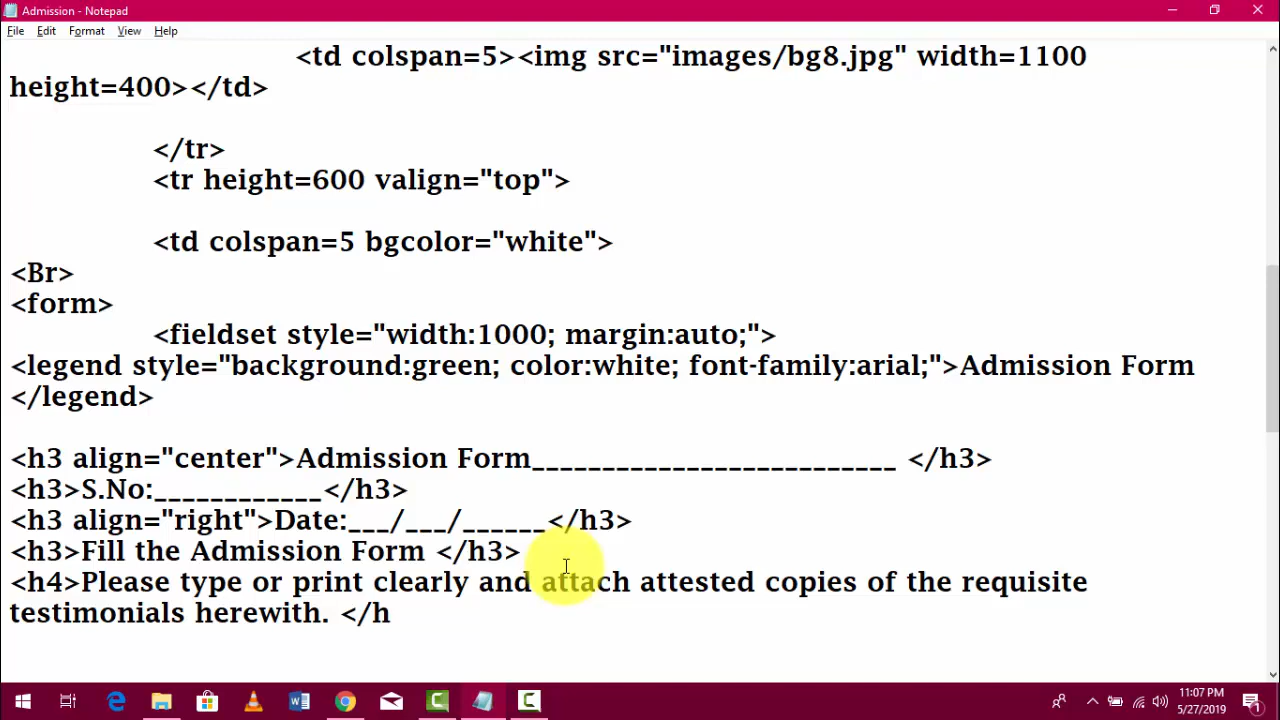 Admission - Notepad
File Edit Format View Help
<td colspan=5><img src="images/bg8.jpg" width=1100
height=400></td>
</tr>
<tr height=600 valign="top">
<td colspan=5 bgcolor="white">
<Br>
<form>
<fieldset style="width:1000; margin:auto;">
<legend style="background:green; color:white; font-family:arial;">Admission Form
</legend>
<h3 align="center">Admission Form__________________________ </h3>
<h3>S.No:____________</h3>
<h3 align="right">Date:___/___/______</h3>
<h3>Fill the Admission Form </h3>
<h4>Please type or print clearly and attach attested copies of the requisite
testimonials herewith. </h
11:07 PM
5/27/2019
1